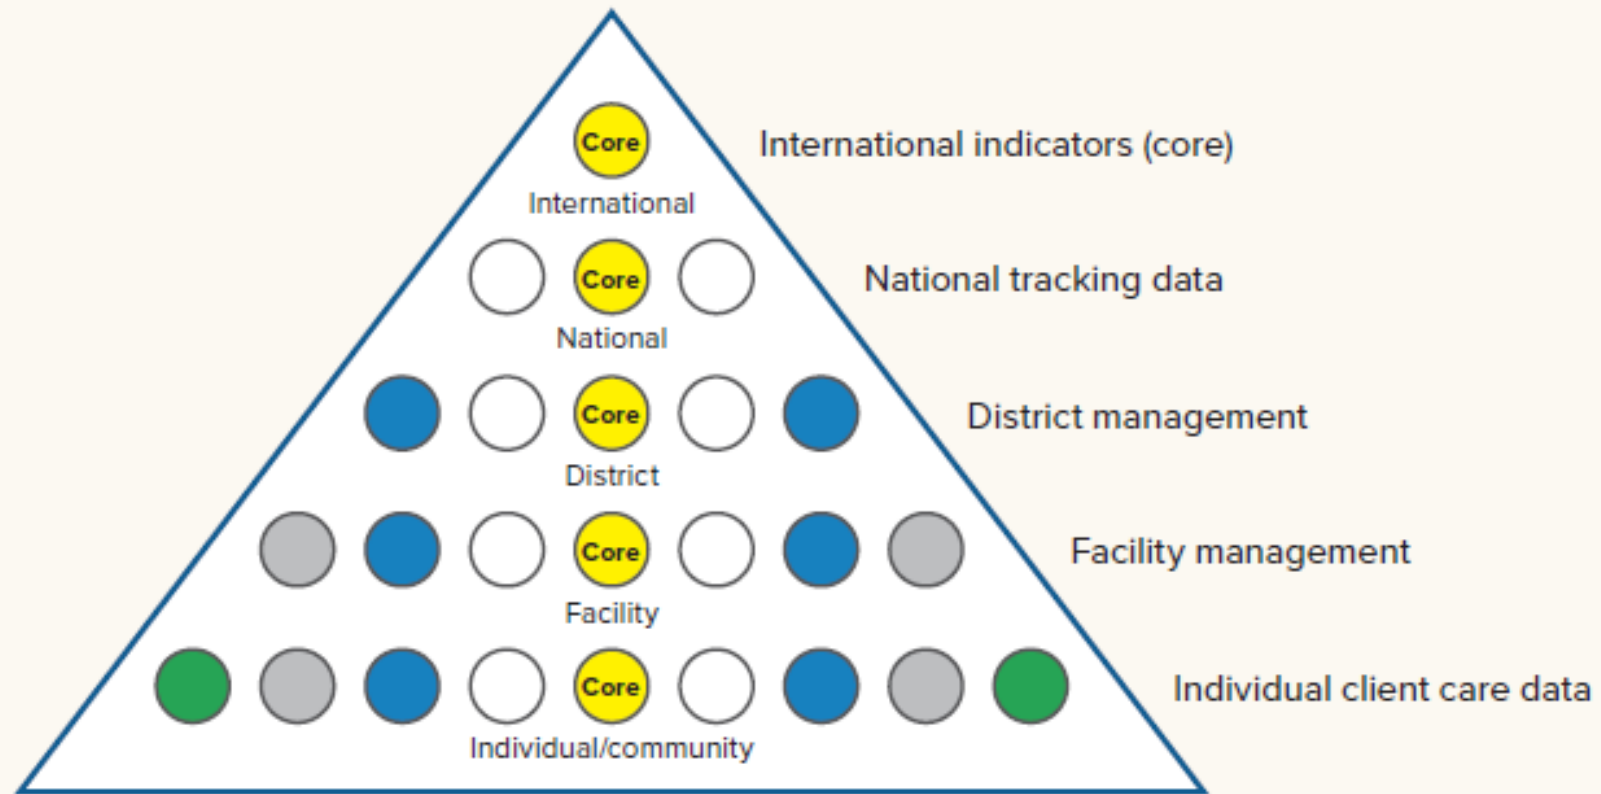 Core
International indicators (core)
International
Core
National tracking data
National
Core
District management
District
Core
Facility management
Facility
Core
Individual client care data
Individual/community